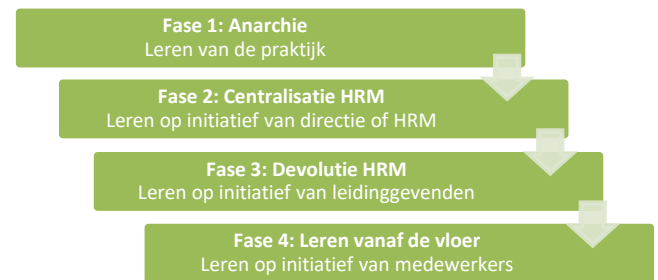 Fase 1: Anarchie
Leren van de praktijk
Fase 2: Centralisatie HRM
Leren op initiatief van directie of HRM
Fase 3: Devolutie HRM
Leren op initiatief van leidinggevenden
Fase 4: Leren vanaf de vloer
Leren op initiatief van medewerkers